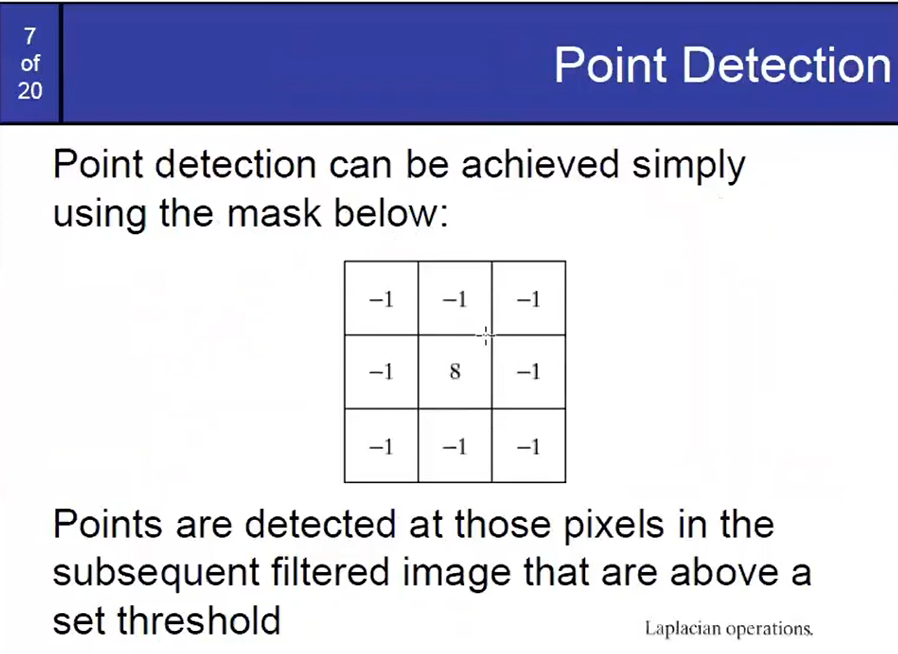 7
of
20
Point Detection
Point detection can be achieved simply
using the mask below:
−1 −1 −1
−1 8 −1
−1 −1 −1
Points are detected at those pixels in the
subsequent filtered image that are above a
set threshold
Laplacian operations.